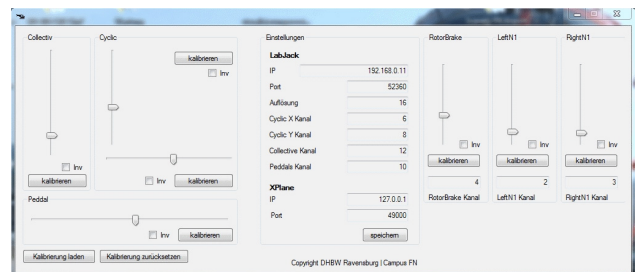 Collectiv
Inv
kalibrieren
Cyclic
kalibrieren
Inv
Inv
kalibrieren
Peddal
Inv
kalibrieren
Kalibrierung laden
Kalibrierung zurücksetzen
Einstellungen
LabJack
IP 192.168.0.11
Port 52360
Auflösung 16
Cyclic X Kanal 6
Cyclic Y Kanal 8
Collective Kanal 12
Peddals Kanal 10
XPlane
IP 127.0.0.1
Port 49000
speichern
RotorBrake
Inv
kalibrieren
4
RotorBrake Kanal
LeftN1
Inv
kalibrieren
2
LeftN1 Kanal
RightN1
Inv
kalibrieren
3
RightN1 Kanal
Copyright DHBW Ravensburg | Campus FN